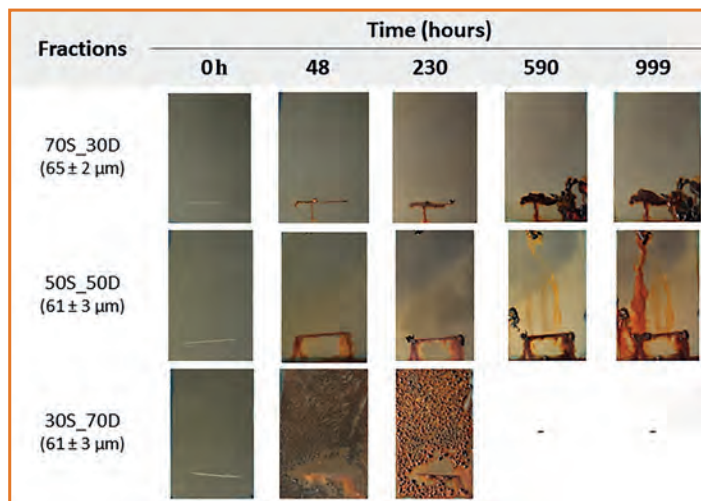 Fractions
Time (hours)
0 h 48 230 590 999
70S_30D
(65 ± 2 µm)
50S_50D
(61 ± 3 µm)
30S_70D
(61 ± 3 µm)
- -